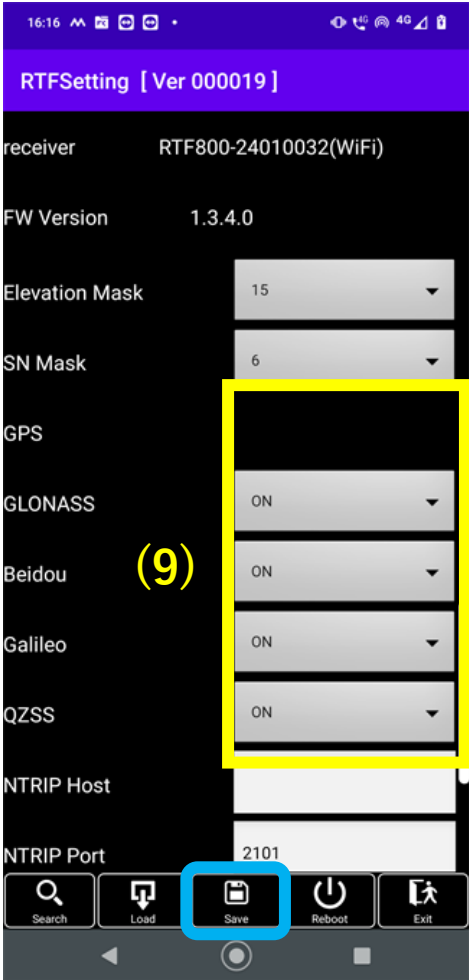 16:16
4G 4G
RTFSetting [ Ver 000019 ]
receiver RTF800-24010032(WiFi)
FW Version 1.3.4.0
Elevation Mask 15
SN Mask 6
GPS
GLONASS ON
(9)
Beidou ON
Galileo ON
QZSS ON
NTRIP Host
NTRIP Port 2101
Search Load Save Reboot Exit